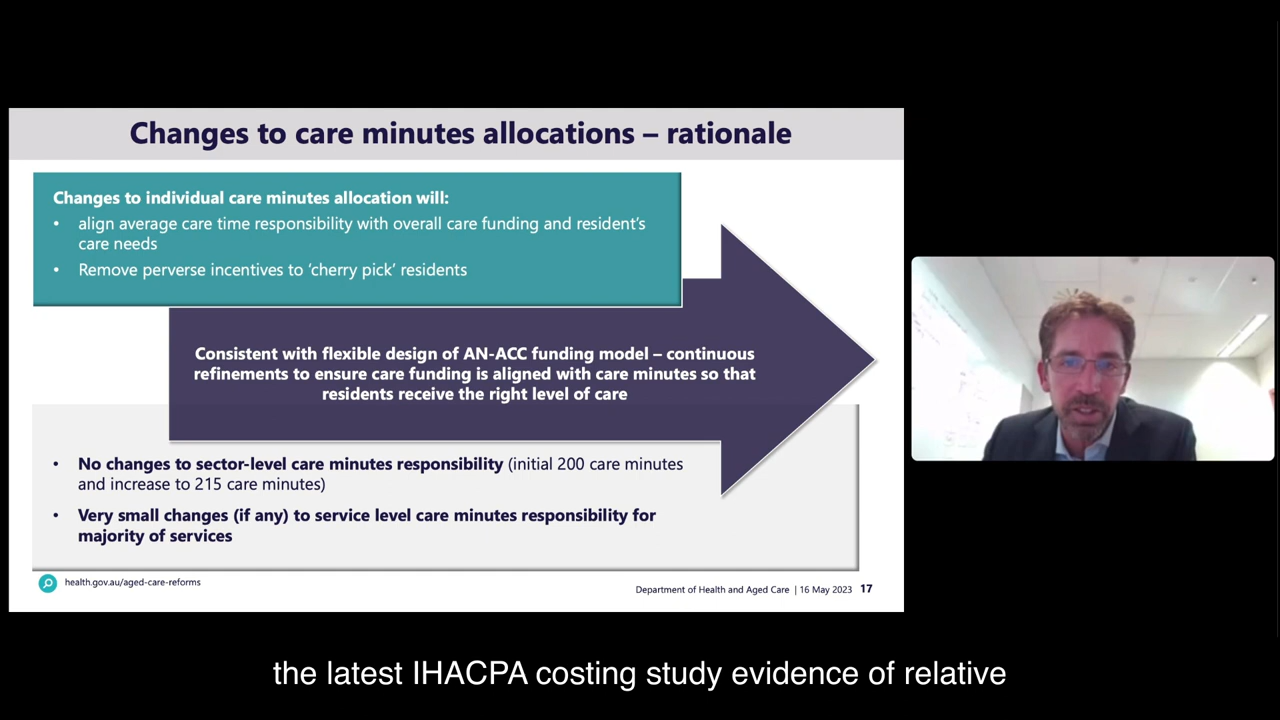 Changes to care minutes allocations – rationale
Changes to individual care minutes allocation will:
• align average care time responsibility with overall care funding and resident's
care needs
• Remove perverse incentives to 'cherry pick' residents
Consistent with flexible design of AN-ACC funding model – continuous
refinements to ensure care funding is aligned with care minutes so that
residents receive the right level of care
• No changes to sector-level care minutes responsibility (initial 200 care minutes
and increase to 215 care minutes)
• Very small changes (if any) to service level care minutes responsibility for
majority of services
health.gov.au/aged-care-reforms
Department of Health and Aged Care | 16 May 2023 17
the latest IHACPA costing study evidence of relative